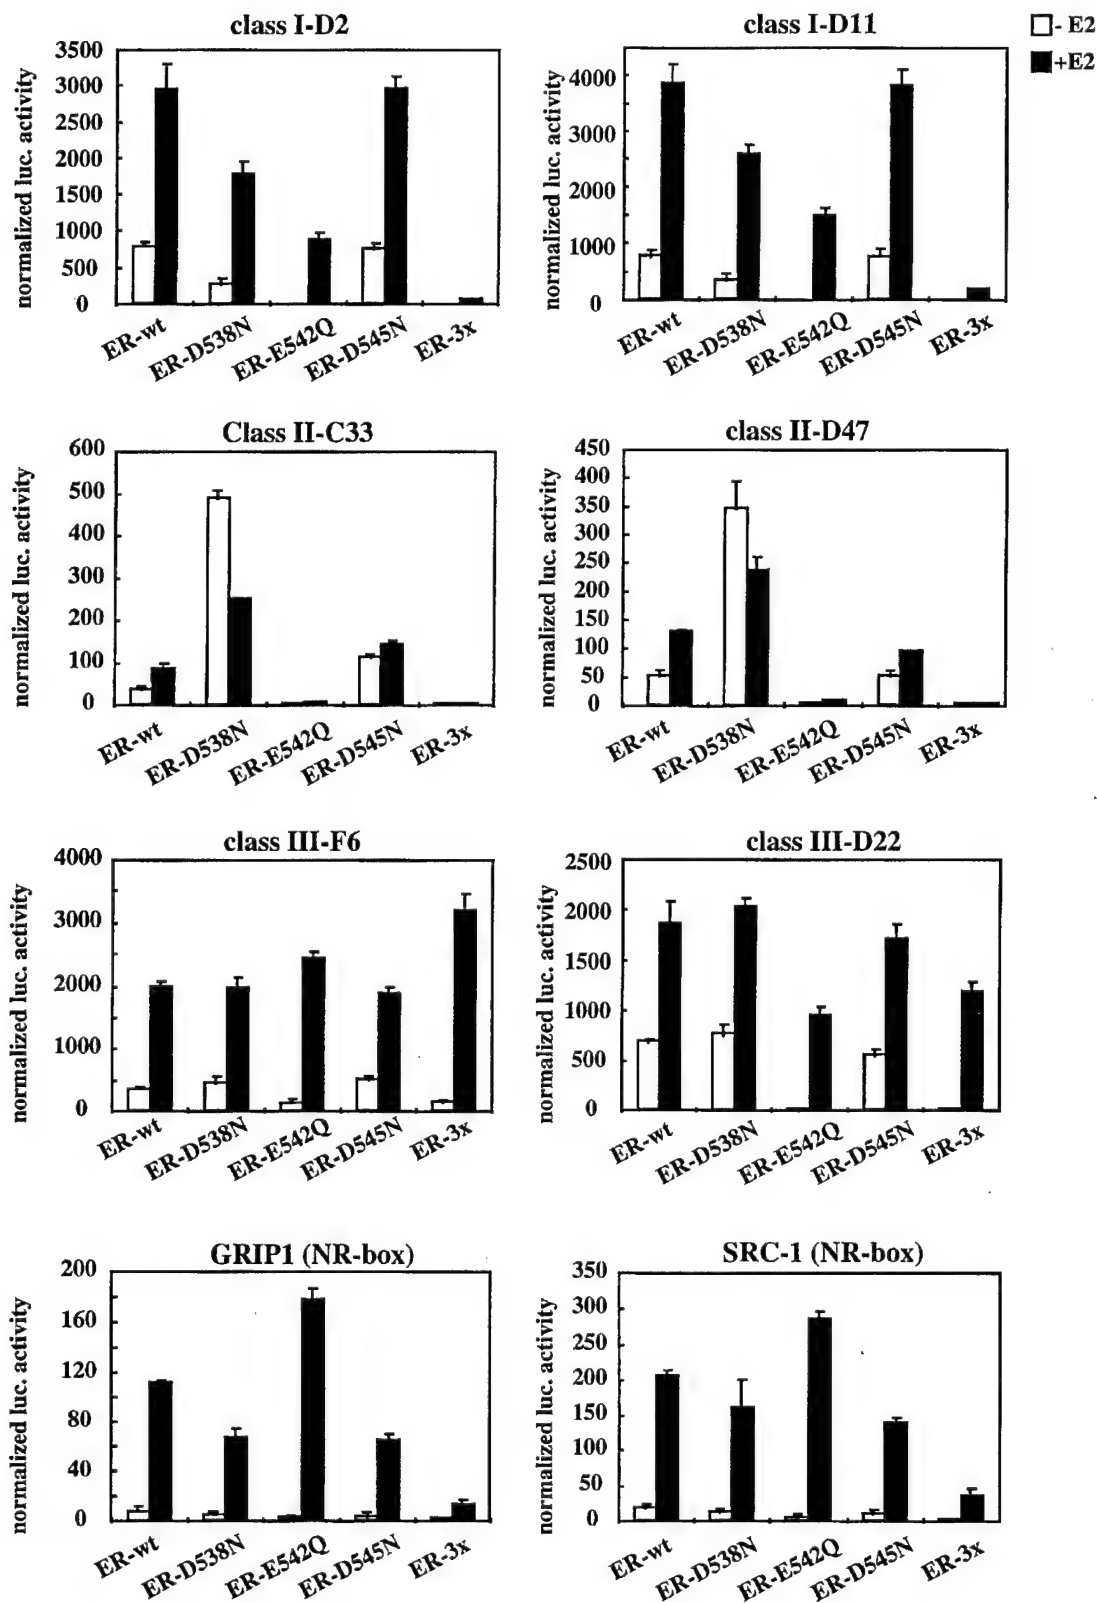 class I-D2
normalized luc. activity
3500
3000
2500
2000
1500
1000
500
0
ER-wt
ER-D538N
ER-E542Q
ER-D545N
ER-3x
class I-D11
normalized luc. activity
4000
3000
2000
1000
0
ER-wt
ER-D538N
ER-E542Q
ER-D545N
ER-3x
- E2
+E2
Class II-C33
normalized luc. activity
600
500
400
300
200
100
0
ER-wt
ER-D538N
ER-E542Q
ER-D545N
ER-3x
class II-D47
normalized luc. activity
450
400
350
300
250
200
150
100
50
0
ER-wt
ER-D538N
ER-E542Q
ER-D545N
ER-3x
class III-F6
normalized luc. activity
4000
3000
2000
1000
0
ER-wt
ER-D538N
ER-E542Q
ER-D545N
ER-3x
class III-D22
normalized luc. activity
2500
2000
1500
1000
500
0
ER-wt
ER-D538N
ER-E542Q
ER-D545N
ER-3x
GRIP1 (NR-box)
normalized luc. activity
200
160
120
80
40
0
ER-wt
ER-D538N
ER-E542Q
ER-D545N
ER-3x
SRC-1 (NR-box)
normalized luc. activity
350
300
250
200
150
100
50
0
ER-wt
ER-D538N
ER-E542Q
ER-D545N
ER-3x